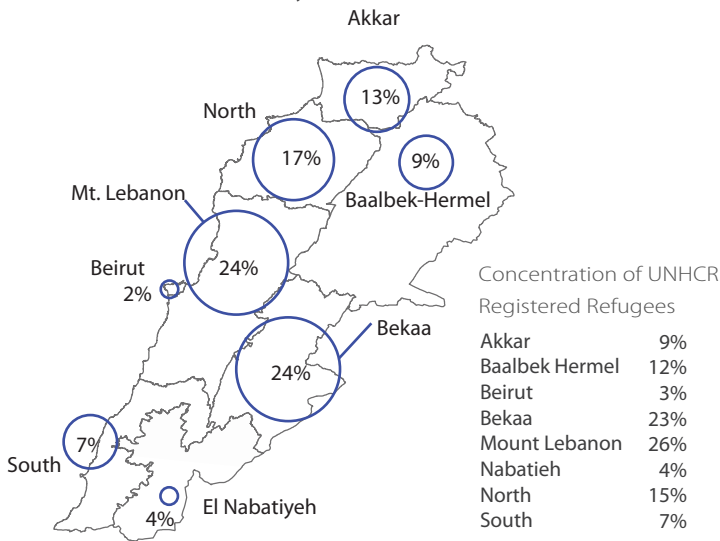 Akkar
13%
North
17%
9%
Baalbek-Hermel
Mt. Lebanon
24%
Beirut
2%
Bekaa
24%
7%
South
4%
El Nabatiyeh
Concentration of UNHCR
Registered Refugees
Akkar 9%
Baalbek Hermel 12%
Beirut 3%
Bekaa 23%
Mount Lebanon 26%
Nabatieh 4%
North 15%
South 7%